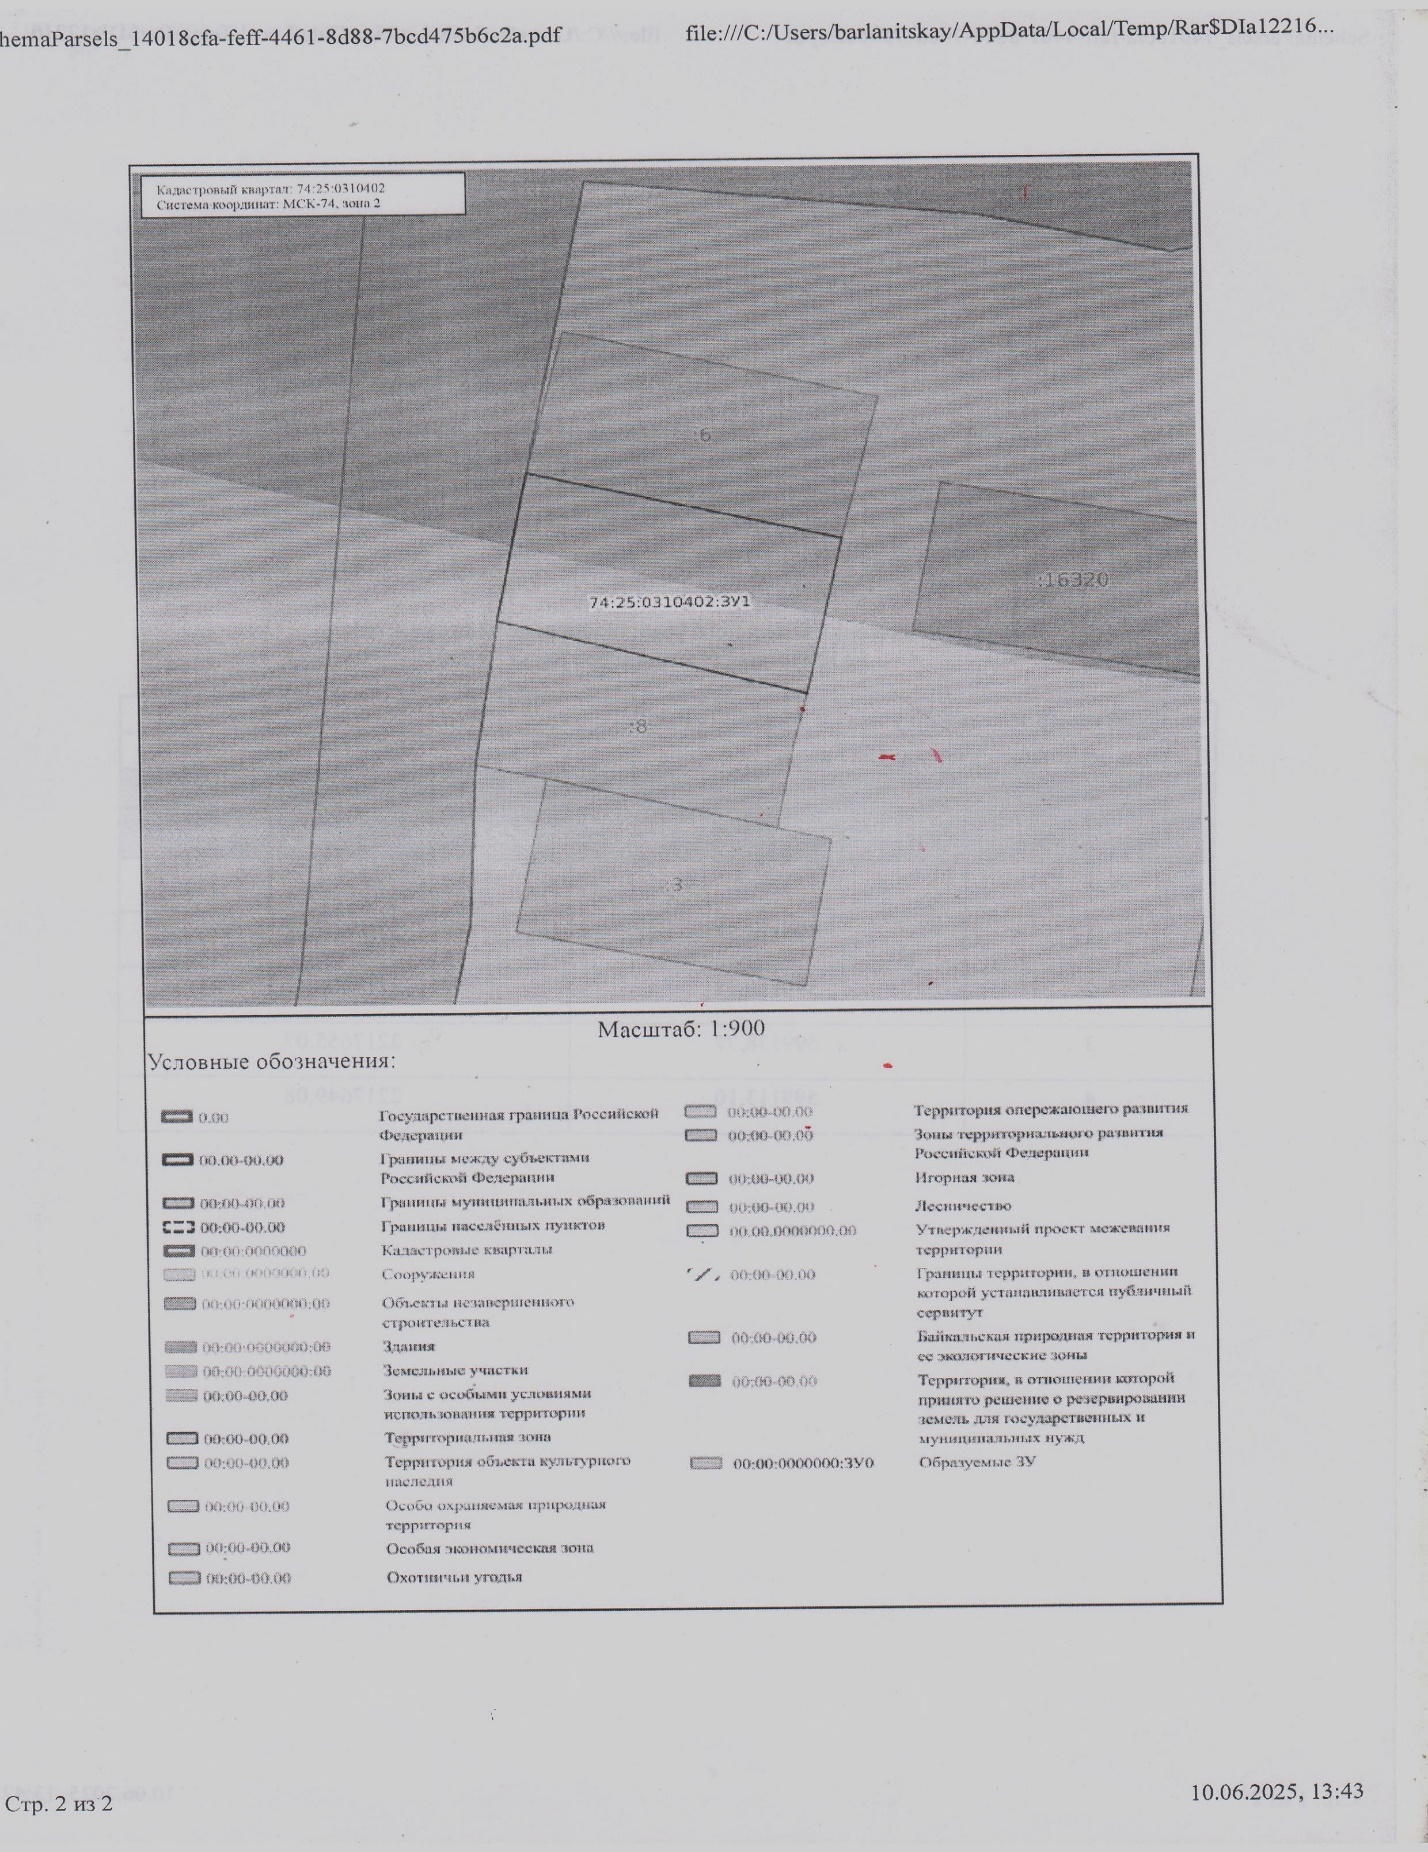 hemaParsels_14018cfa-feff-4461-8d88-7bcd475b6c2a.pdf
file:///C:/Users/barlanitskay/AppData/Local/Temp/Rar$DIa12216...
Кадастровый квартал: 74:25:0310402
Система координат: МСК-74, зона 2
:6
:16320
74:25:0310402:ЗУ1
:8
:3
Масштаб: 1:900
Условные обозначения:
0.00 Государственная граница Российской
Федерации
00.00-00.00 Границы между субъектами
Российской Федерации
00:00-00.00 Границы муниципальных образований
00:00-00.00 Границы населённых пунктов
00:00:0000000 Кадастровые кварталы
00:00:0000000:00 Сооружения
00:00:0000000:00 Объекты незавершенного
строительства
00:00:0000000:00 Здания
00:00:0000000:00 Земельные участки
00:00-00.00 Зоны с особыми условиями
использования территории
00:00-00.00 Территориальная зона
00:00-00.00 Территория объекта культурного
наследия
00:00-00.00 Особо охраняемая природная
территория
00:00-00.00 Особая экономическая зона
00:00-00.00 Охотничьи угодья
00:00-00.00 Территория опережающего развития
00:00-00.00 Зоны территориального развития
Российской Федерации
00:00-00.00 Игорная зона
00:00-00.00 Лесничество
00.00.0000000.00 Утвержденный проект межевания
территории
00:00-00.00 Границы территории, в отношении
которой устанавливается публичный
сервитут
00:00-00.00 Байкальская природная территория и
ее экологические зоны
00:00-00.00 Территория, в отношении которой
принято решение о резервировании
земель для государственных и
муниципальных нужд
00:00:0000000:ЗУ0 Образуемые ЗУ
Стр. 2 из 2
10.06.2025, 13:43